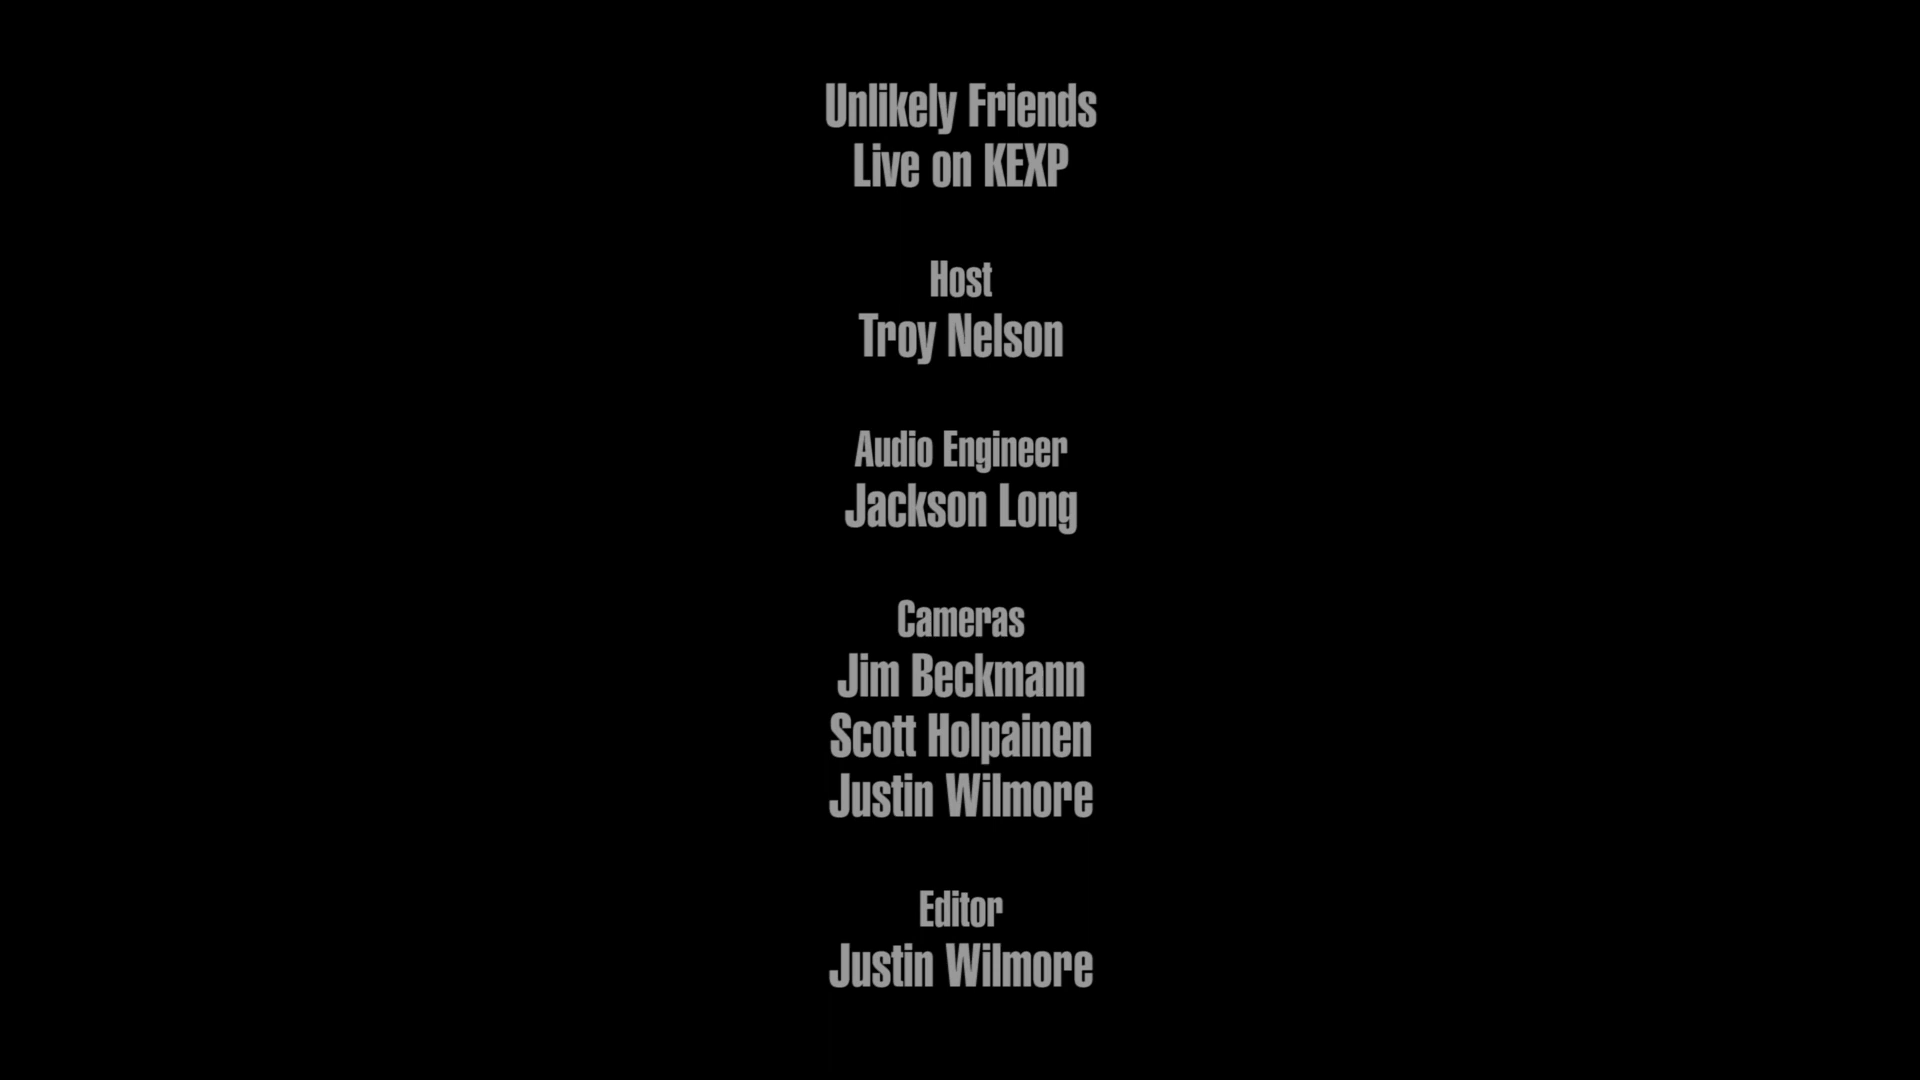 Unlikely Friends
Live on KEXP
Host
Troy Nelson
Audio Engineer
Jackson Long
Cameras
Jim Beckmann
Scott Holpainen
Justin Wilmore
Editor
Justin Wilmore